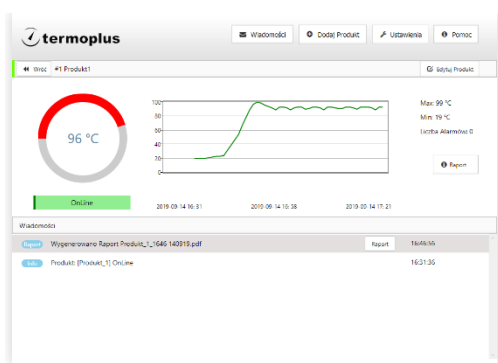 termoplus
Wiadomości
Dodaj Produkt
Ustawienia
Pomoc
Wróć
#1 Produkt1
Edytuj Produkt
96 °C
100
80
60
40
20
0
2019-09-14 16:31
2019-09-14 16:58
2019-09-14 17:21
Max: 99 °C
Min: 19 °C
Liczba Alarmów: 0
Raport
OnLine
Wiadomości
Raport Wygenerowano Raport Produkt_1_1646 140919.pdf Raport 16:46:56
Info Produkt: [Produkt_1] OnLine 16:31:36